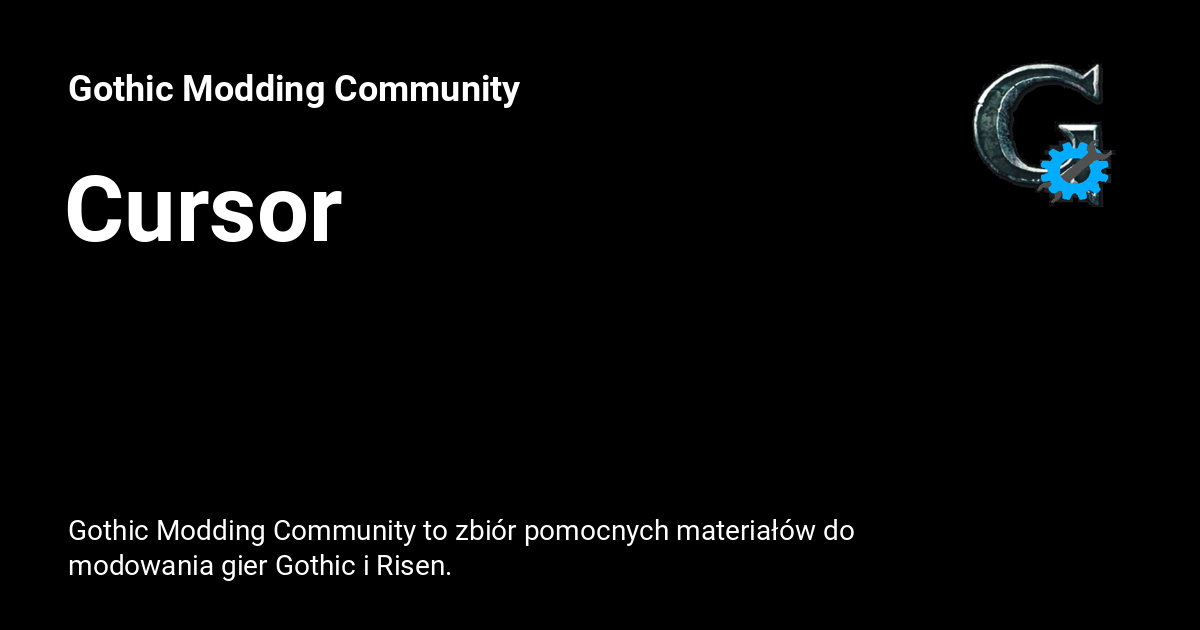 Gothic Modding Community
Cursor
Gothic Modding Community to zbiór pomocnych materiałów do
modowania gier Gothic i Risen.